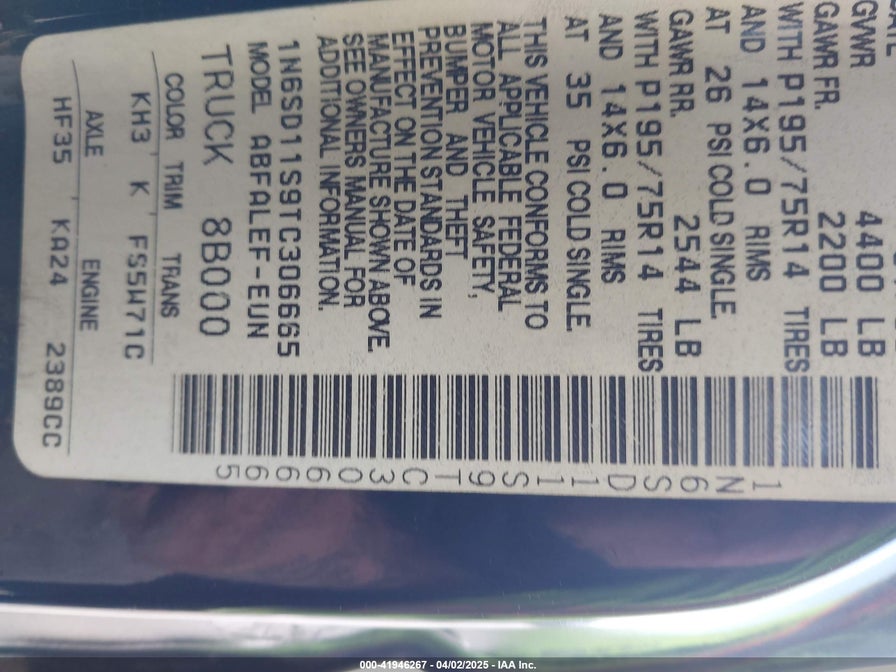 GVWR 4400 LB
GAWR FR. 2200 LB
WITH P195/75R14 TIRES
AND 14X6.0 RIMS
AT 26 PSI COLD SINGLE.
GAWR RR. 2544 LB
WITH P195/75R14 TIRES
AND 14X6.0 RIMS
AT 35 PSI COLD SINGLE.
THIS VEHICLE CONFORMS TO
ALL APPLICABLE FEDERAL
MOTOR VEHICLE SAFETY,
BUMPER AND THEFT
PREVENTION STANDARDS IN
EFFECT ON THE DATE OF
MANUFACTURE SHOWN ABOVE.
SEE OWNERS MANUAL FOR
ADDITIONAL INFORMATION.
1N6SD11S9TC306665
MODEL ABFALEF-EUN
TRUCK 8B000
COLOR TRIM TRANS
KH3 K FS5W71C
AXLE ENGINE
HF35 KA24 2389CC
1N6SD11S9TC306665
000-41946267 - 04/02/2025 - IAA Inc.